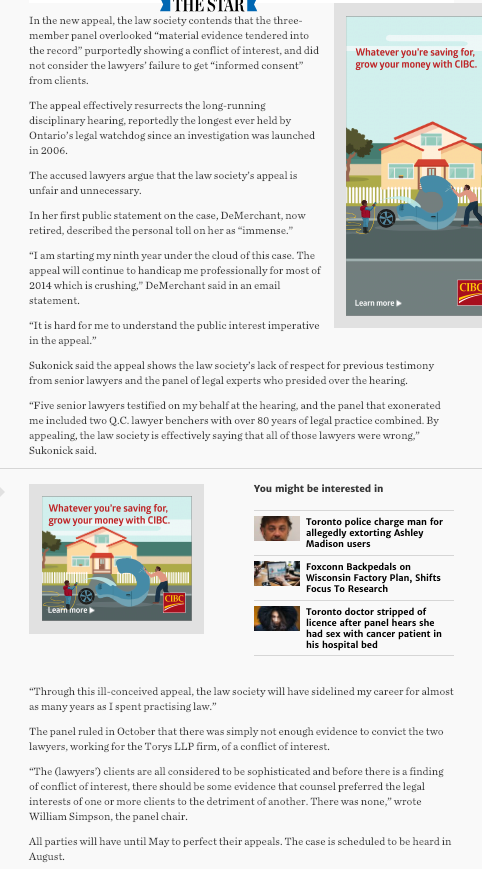 THE STAR
In the new appeal, the law society contends that the three-
member panel overlooked “material evidence tendered into
the record” purportedly showing a conflict of interest, and did
not consider the lawyers’ failure to get “informed consent”
from clients.
The appeal effectively resurrects the long-running
disciplinary hearing, reportedly the longest ever held by
Ontario’s legal watchdog since an investigation was launched
in 2006.
The accused lawyers argue that the law society’s appeal is
unfair and unnecessary.
In her first public statement on the case, DeMerchant, now
retired, described the personal toll on her as “immense.”
“I am starting my ninth year under the cloud of this case. The
appeal will continue to handicap me professionally for most of
2014 which is crushing,” DeMerchant said in an email
statement.
“It is hard for me to understand the public interest imperative
in the appeal.”
Whatever you’re saving for,
grow your money with CIBC.
Learn more
CIBC
Sukonick said the appeal shows the law society’s lack of respect for previous testimony
from senior lawyers and the panel of legal experts who presided over the hearing.
“Five senior lawyers testified on my behalf at the hearing, and the panel that exonerated
me included two Q.C. lawyer benchers with over 80 years of legal practice combined. By
appealing, the law society is effectively saying that all of those lawyers were wrong,”
Sukonick said.
Whatever you’re saving for,
grow your money with CIBC.
Learn more
CIBC
You might be interested in
Toronto police charge man for
allegedly extorting Ashley
Madison users
Foxconn Backpedals on
Wisconsin Factory Plan, Shifts
Focus To Research
Toronto doctor stripped of
licence after panel hears she
had sex with cancer patient in
his hospital bed
“Through this ill-conceived appeal, the law society will have sidelined my career for almost
as many years as I spent practising law.”
The panel ruled in October that there was simply not enough evidence to convict the two
lawyers, working for the Torys LLP firm, of a conflict of interest.
“The (lawyers’) clients are all considered to be sophisticated and before there is a finding
of conflict of interest, there should be some evidence that counsel preferred the legal
interests of one or more clients to the detriment of another. There was none,” wrote
William Simpson, the panel chair.
All parties will have until May to perfect their appeals. The case is scheduled to be heard in
August.